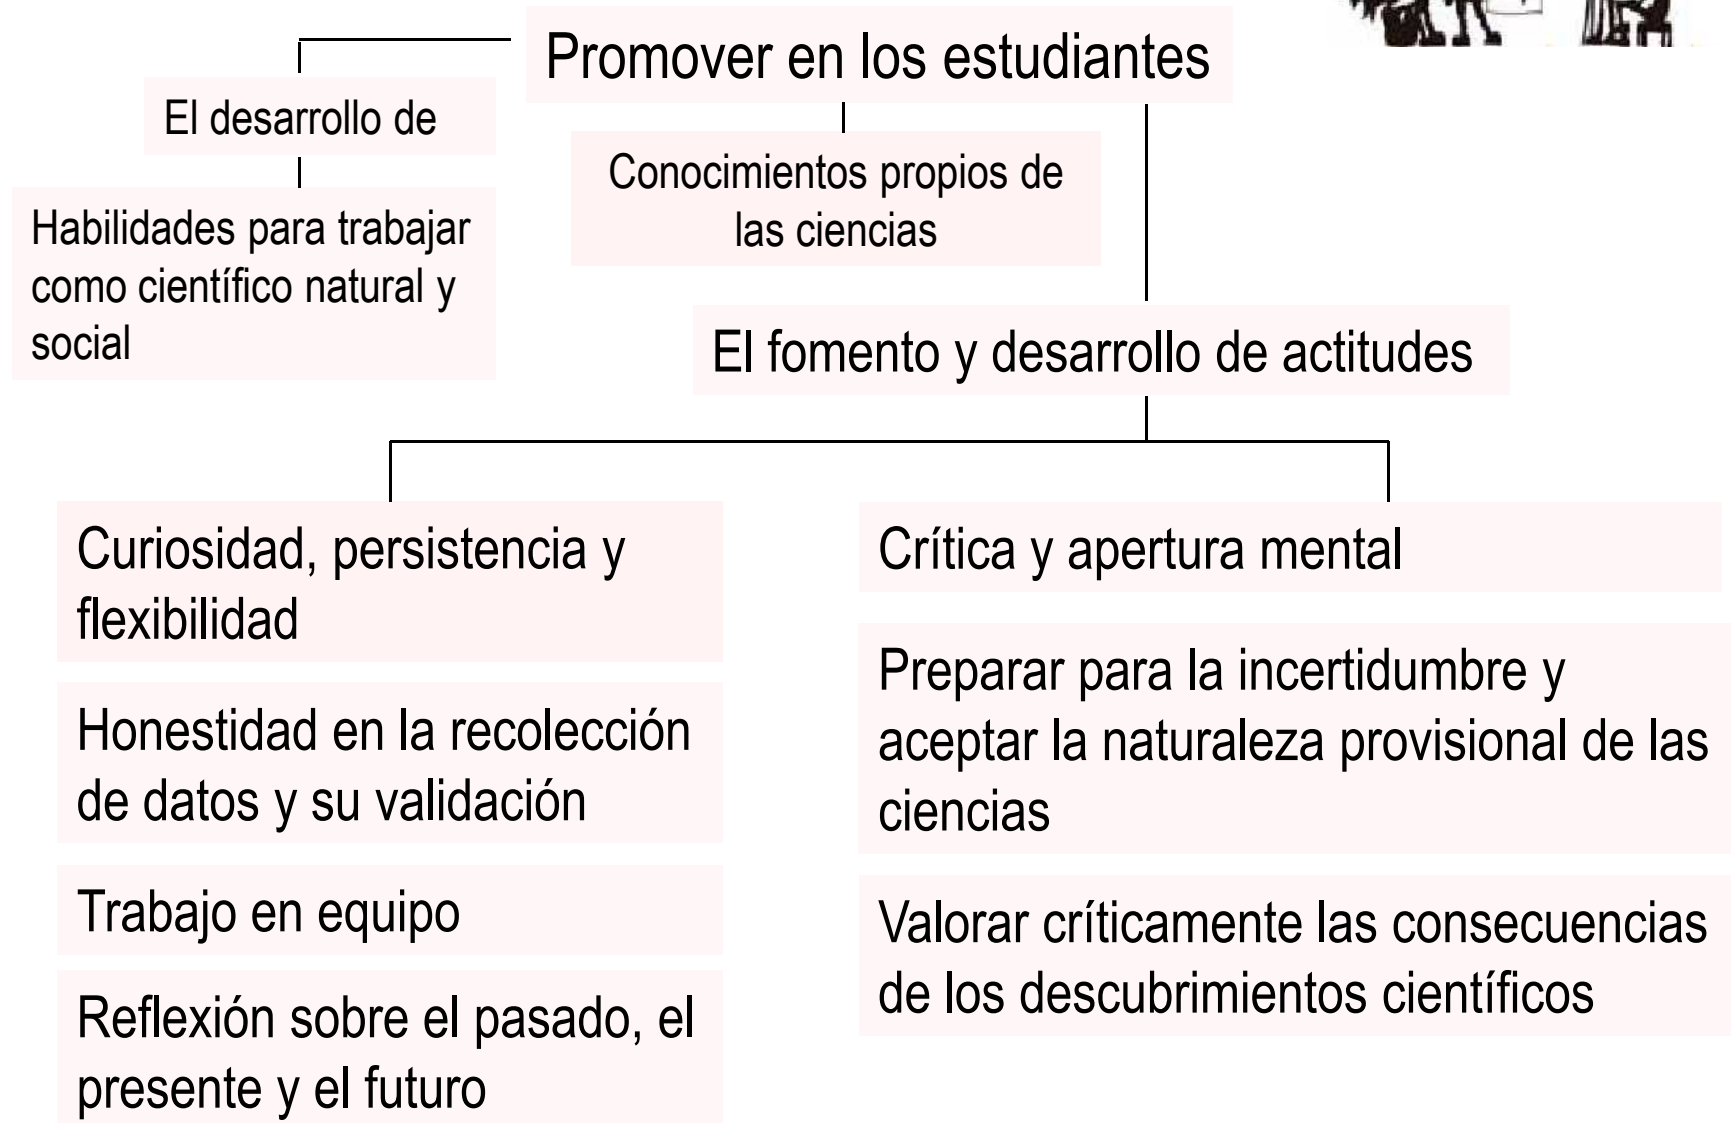 Promover en los estudiantes
El desarrollo de
Habilidades para trabajar
como científico natural y
social
Conocimientos propios de
las ciencias
El fomento y desarrollo de actitudes
Curiosidad, persistencia y
flexibilidad
Honestidad en la recolección
de datos y su validación
Trabajo en equipo
Reflexión sobre el pasado, el
presente y el futuro
Crítica y apertura mental
Preparar para la incertidumbre y
aceptar la naturaleza provisional de las
ciencias
Valorar críticamente las consecuencias
de los descubrimientos científicos